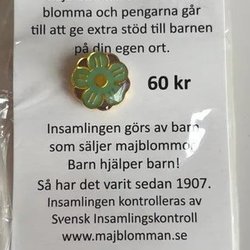 blomma och pengarna går
till att ge extra stöd till barnen
på din egen ort.
60 kr
Insamlingen görs av barn
som säljer majblommor.
Barn hjälper barn!
Så har det varit sedan 1907.
Insamlingen kontrolleras av
Svensk Insamlingskontroll
www.majblomman.se